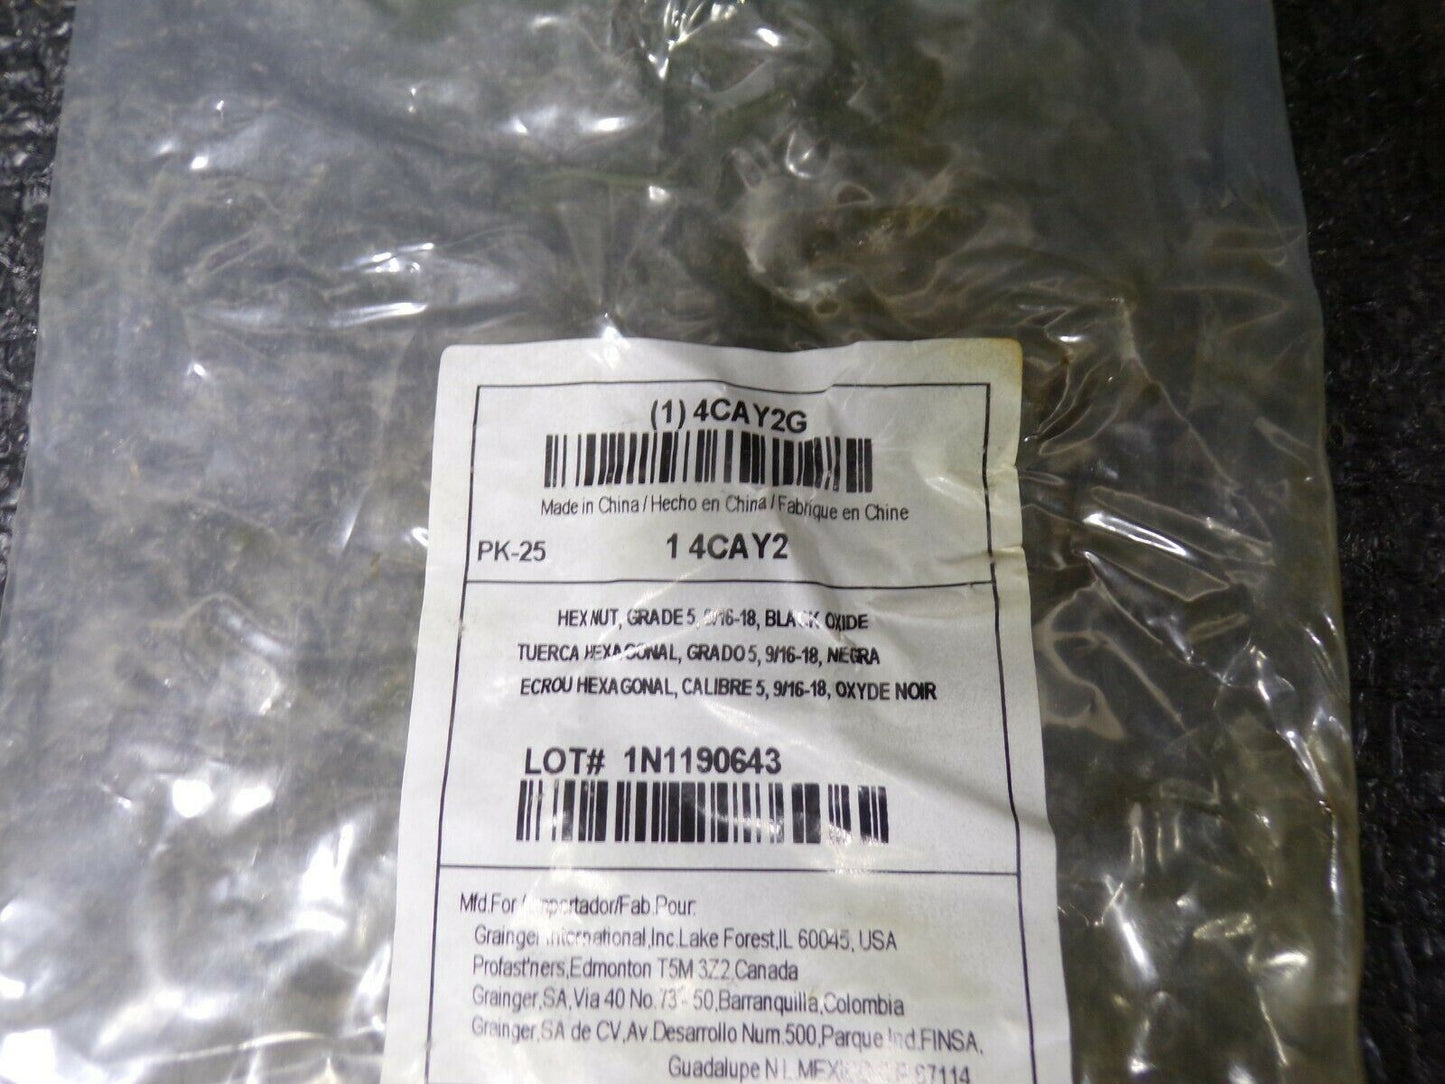 (1) 4CAY2G
Made in China / Hecho en China / Fabrique en Chine
PK-25 1 4CAY2
HEX NUT, GRADE 5, 9/16-18, BLACK OXIDE
TUERCA HEXAGONAL, GRADO 5, 9/16-18, NEGRA
ECROU HEXAGONAL, CALIBRE 5, 9/16-18, OXYDE NOIR
LOT# 1N1190643
Mfd.For / Importador/Fab.Pour:
Grainger International,Inc.Lake Forest,IL 60045, USA
Profast'ners,Edmonton T5M 3Z2,Canada
Grainger,SA,Via 40 No.73 - 50,Barranquilla,Colombia
Grainger,SA de CV,Av.Desarrollo Num.500,Parque Ind.FINSA,
Guadalupe N.L. 67114